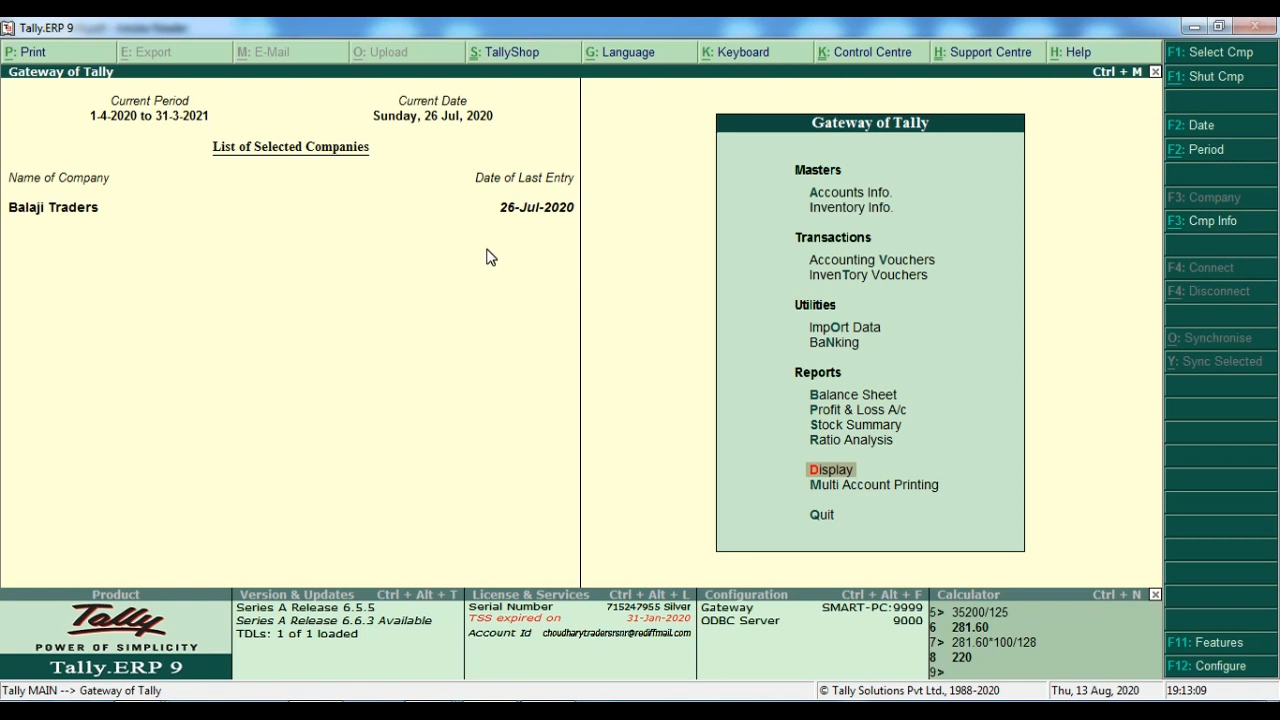 Tally.ERP 9
P: Print E: Export M: E-Mail O: Upload S: TallyShop G: Language K: Keyboard K: Control Centre H: Support Centre H: Help
Gateway of Tally Ctrl + M
Current Period Current Date
1-4-2020 to 31-3-2021 Sunday, 26 Jul, 2020
List of Selected Companies
Name of Company Date of Last Entry
Balaji Traders 26-Jul-2020
Gateway of Tally
Masters
Accounts Info.
Inventory Info.
Transactions
Accounting Vouchers
InvenTory Vouchers
Utilities
ImpOrt Data
BaNking
Reports
Balance Sheet
Profit & Loss A/c
Stock Summary
Ratio Analysis
Display
Multi Account Printing
Quit
F1: Select Cmp
F1: Shut Cmp
F2: Date
F2: Period
F3: Company
F3: Cmp Info
F4: Connect
F4: Disconnect
O: Synchronise
Y: Sync Selected
F11: Features
F12: Configure
Product
Tally
POWER OF SIMPLICITY
Tally.ERP 9
Version & Updates Ctrl + Alt + T
Series A Release 6.5.5
Series A Release 6.6.3 Available
TDLs: 1 of 1 loaded
License & Services Ctrl + Alt + L
Serial Number 715247955 Silver
TSS expired on 31-Jan-2020
Account Id choudharytradersrsnr@rediffmail.com
Configuration Ctrl + Alt + F
Gateway SMART-PC:9999
ODBC Server 9000
Calculator Ctrl + N
5> 35200/125
6 281.60
7> 281.60*100/128
8 220
9>
Tally MAIN --> Gateway of Tally © Tally Solutions Pvt Ltd., 1988-2020 Thu, 13 Aug, 2020 19:13:09